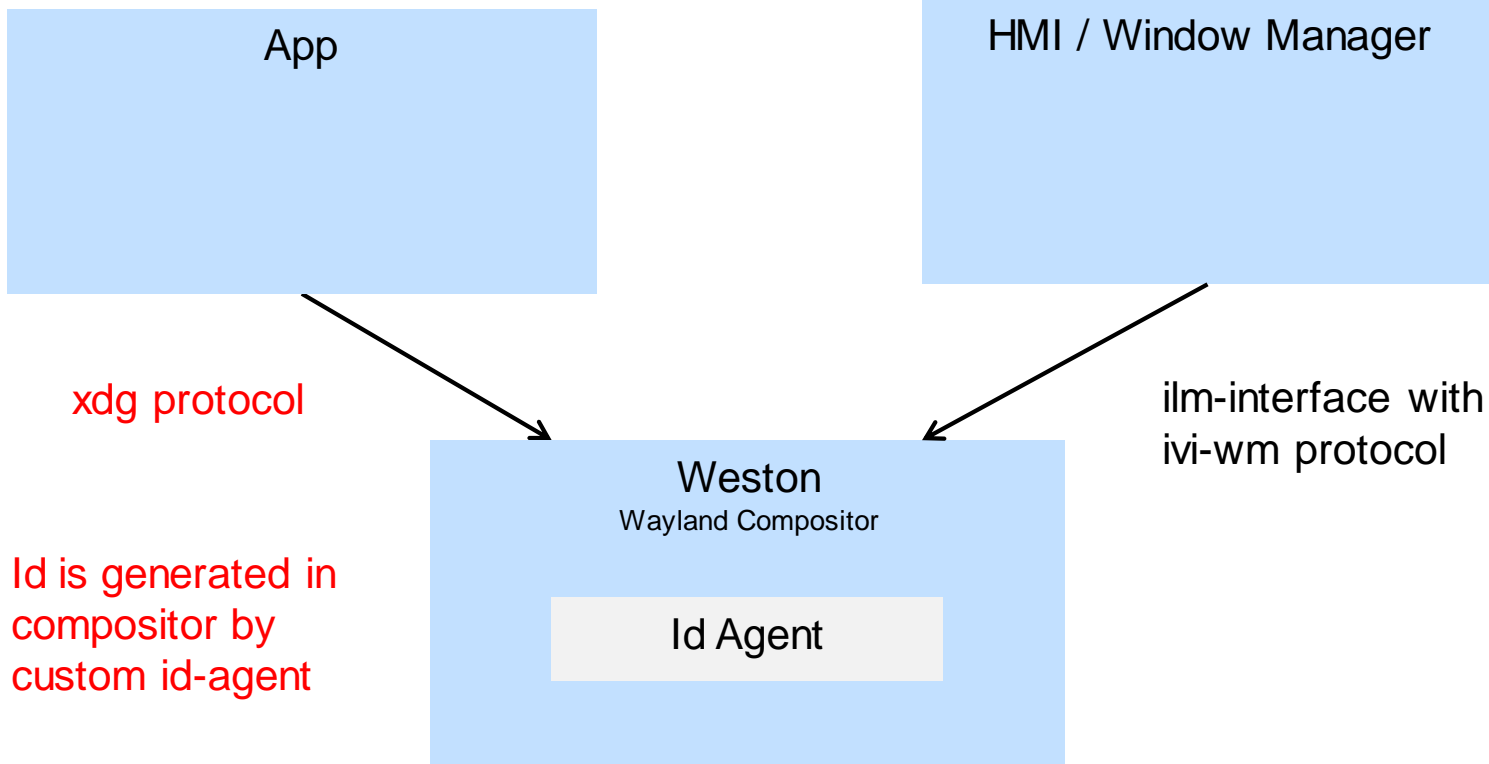 App
HMI / Window Manager
xdg protocol
ilm-interface with
ivi-wm protocol
Weston
Wayland Compositor
Id is generated in
compositor by
custom id-agent
Id Agent